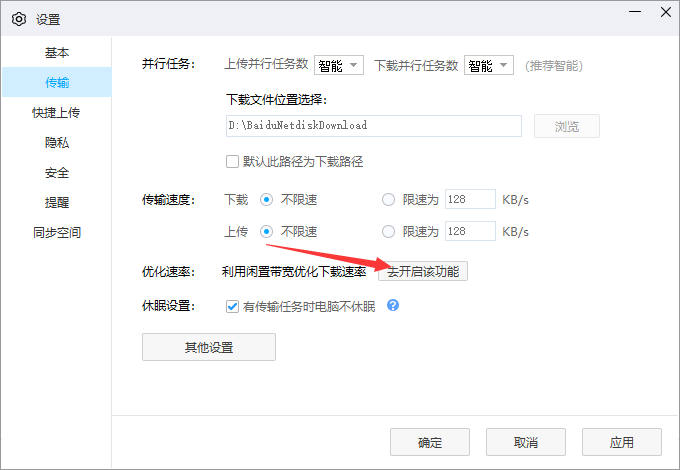 设置
基本
传输
快捷上传
隐私
安全
提醒
同步空间
并行任务: 上传并行任务数 智能 下载并行任务数 智能 (推荐智能)
下载文件位置选择:
D:\BaiduNetdiskDownload 浏览
默认此路径为下载路径
传输速度: 下载 不限速 限速为 128 KB/s
上传 不限速 限速为 128 KB/s
优化速率: 利用闲置带宽优化下载速率 去开启该功能
休眠设置: 有传输任务时电脑不休眠 ?
其他设置
确定 取消 应用